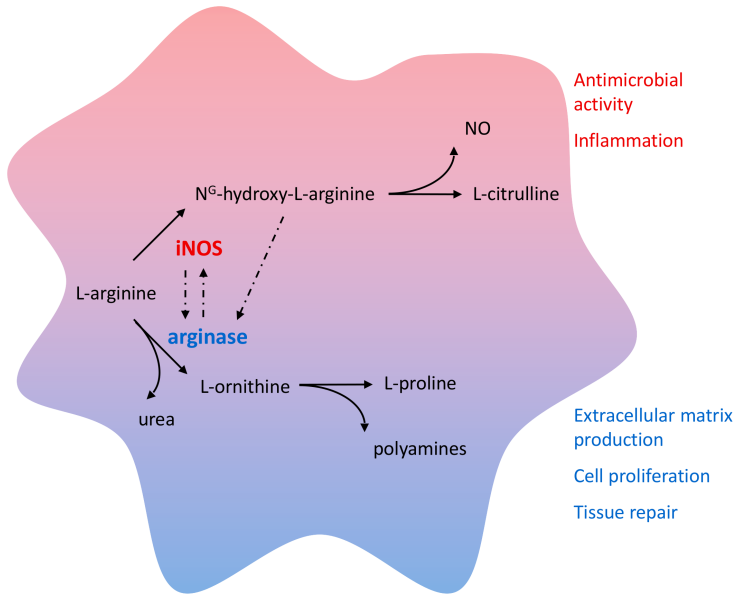 Antimicrobial
activity
Inflammation
NO
Nᴳ-hydroxy-L-arginine
L-citrulline
iNOS
L-arginine
arginase
L-ornithine
L-proline
urea
polyamines
Extracellular matrix
production
Cell proliferation
Tissue repair